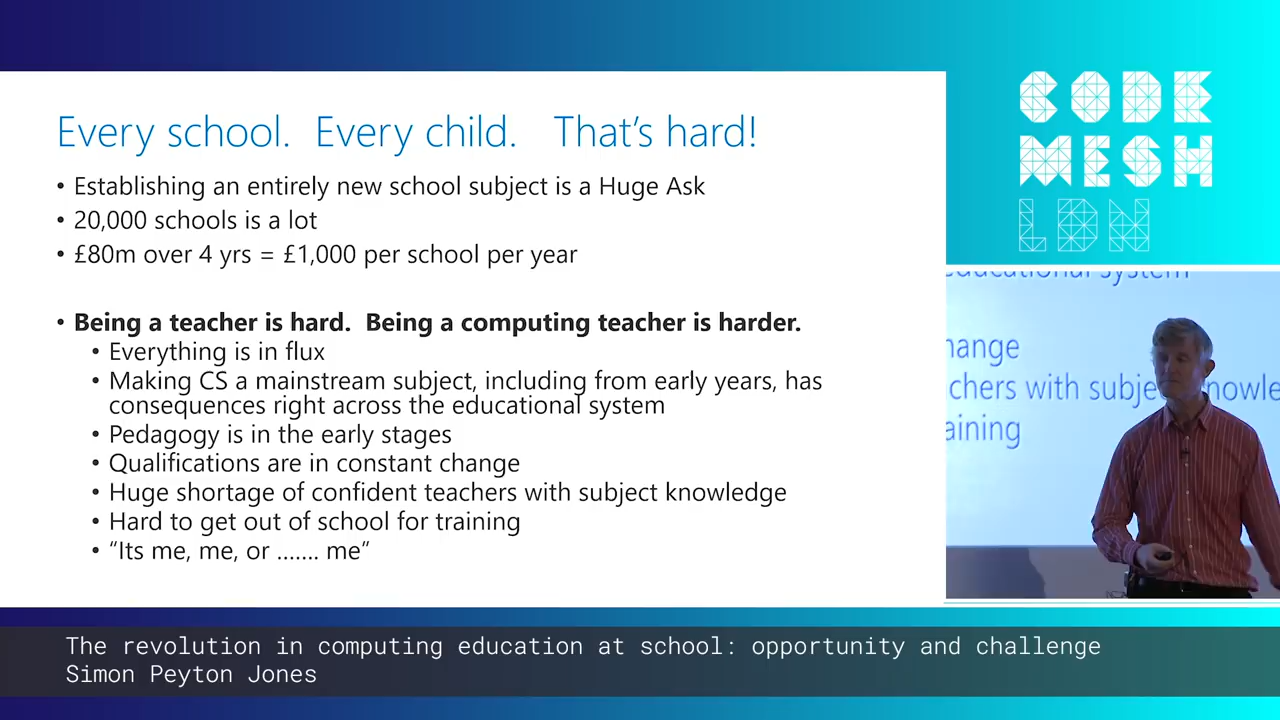 Every school. Every child. That's hard!
• Establishing an entirely new school subject is a Huge Ask
• 20,000 schools is a lot
• £80m over 4 yrs = £1,000 per school per year
• Being a teacher is hard. Being a computing teacher is harder.
• Everything is in flux
• Making CS a mainstream subject, including from early years, has
consequences right across the educational system
• Pedagogy is in the early stages
• Qualifications are in constant change
• Huge shortage of confident teachers with subject knowledge
• Hard to get out of school for training
• “Its me, me, or ....... me”
CODE
MESH
LDN
educational system
hange
chers with subje nowle
aining
The revolution in computing education at school: opportunity and challenge
Simon Peyton Jones